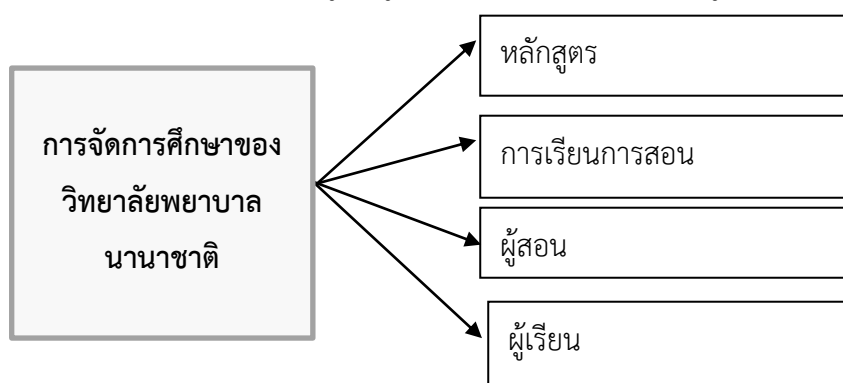 การจัดการศึกษาของ
วิทยาลัยพยาบาล
นานาชาติ
หลักสูตร
การเรียนการสอน
ผู้สอน
ผู้เรียน